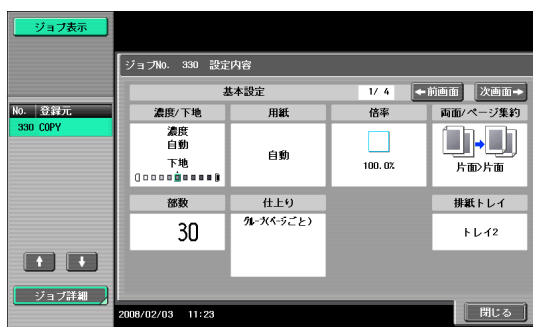 ジョブ表示
ジョブNo. 330 設定内容
基本設定
1/ 4
←前画面
次画面→
No. 登録元
330 COPY
濃度/下地
用紙
倍率
両面/ページ集約
濃度
自動
下地
自動
100.0%
片面>片面
部数
仕上り
排紙トレイ
30
グループ(ページごと)
トレイ2
ジョブ詳細
2008/02/03 11:23
閉じる